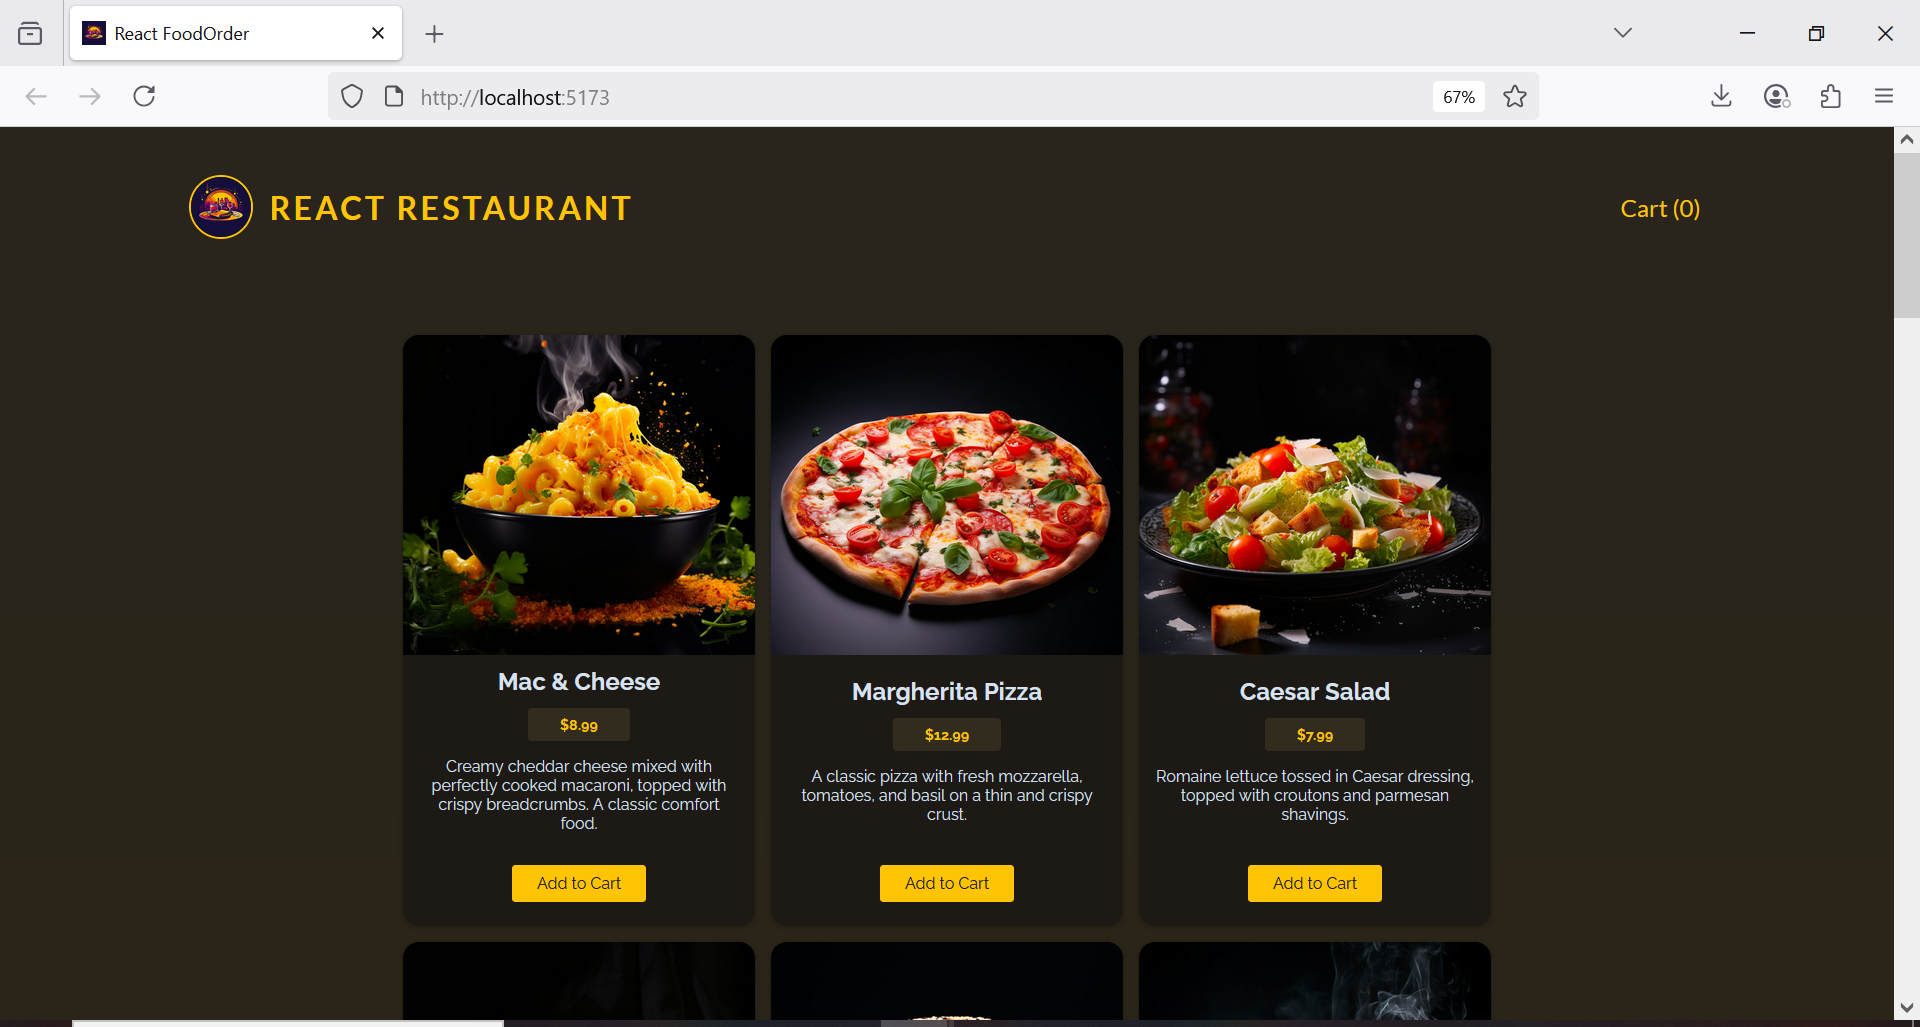 React FoodOrder
http://localhost:5173
67%
REACT RESTAURANT
Cart (0)
Mac & Cheese
$8.99
Creamy cheddar cheese mixed with
perfectly cooked macaroni, topped with
crispy breadcrumbs. A classic comfort
food.
Add to Cart
Margherita Pizza
$12.99
A classic pizza with fresh mozzarella,
tomatoes, and basil on a thin and crispy
crust.
Add to Cart
Caesar Salad
$7.99
Romaine lettuce tossed in Caesar dressing,
topped with croutons and parmesan
shavings.
Add to Cart